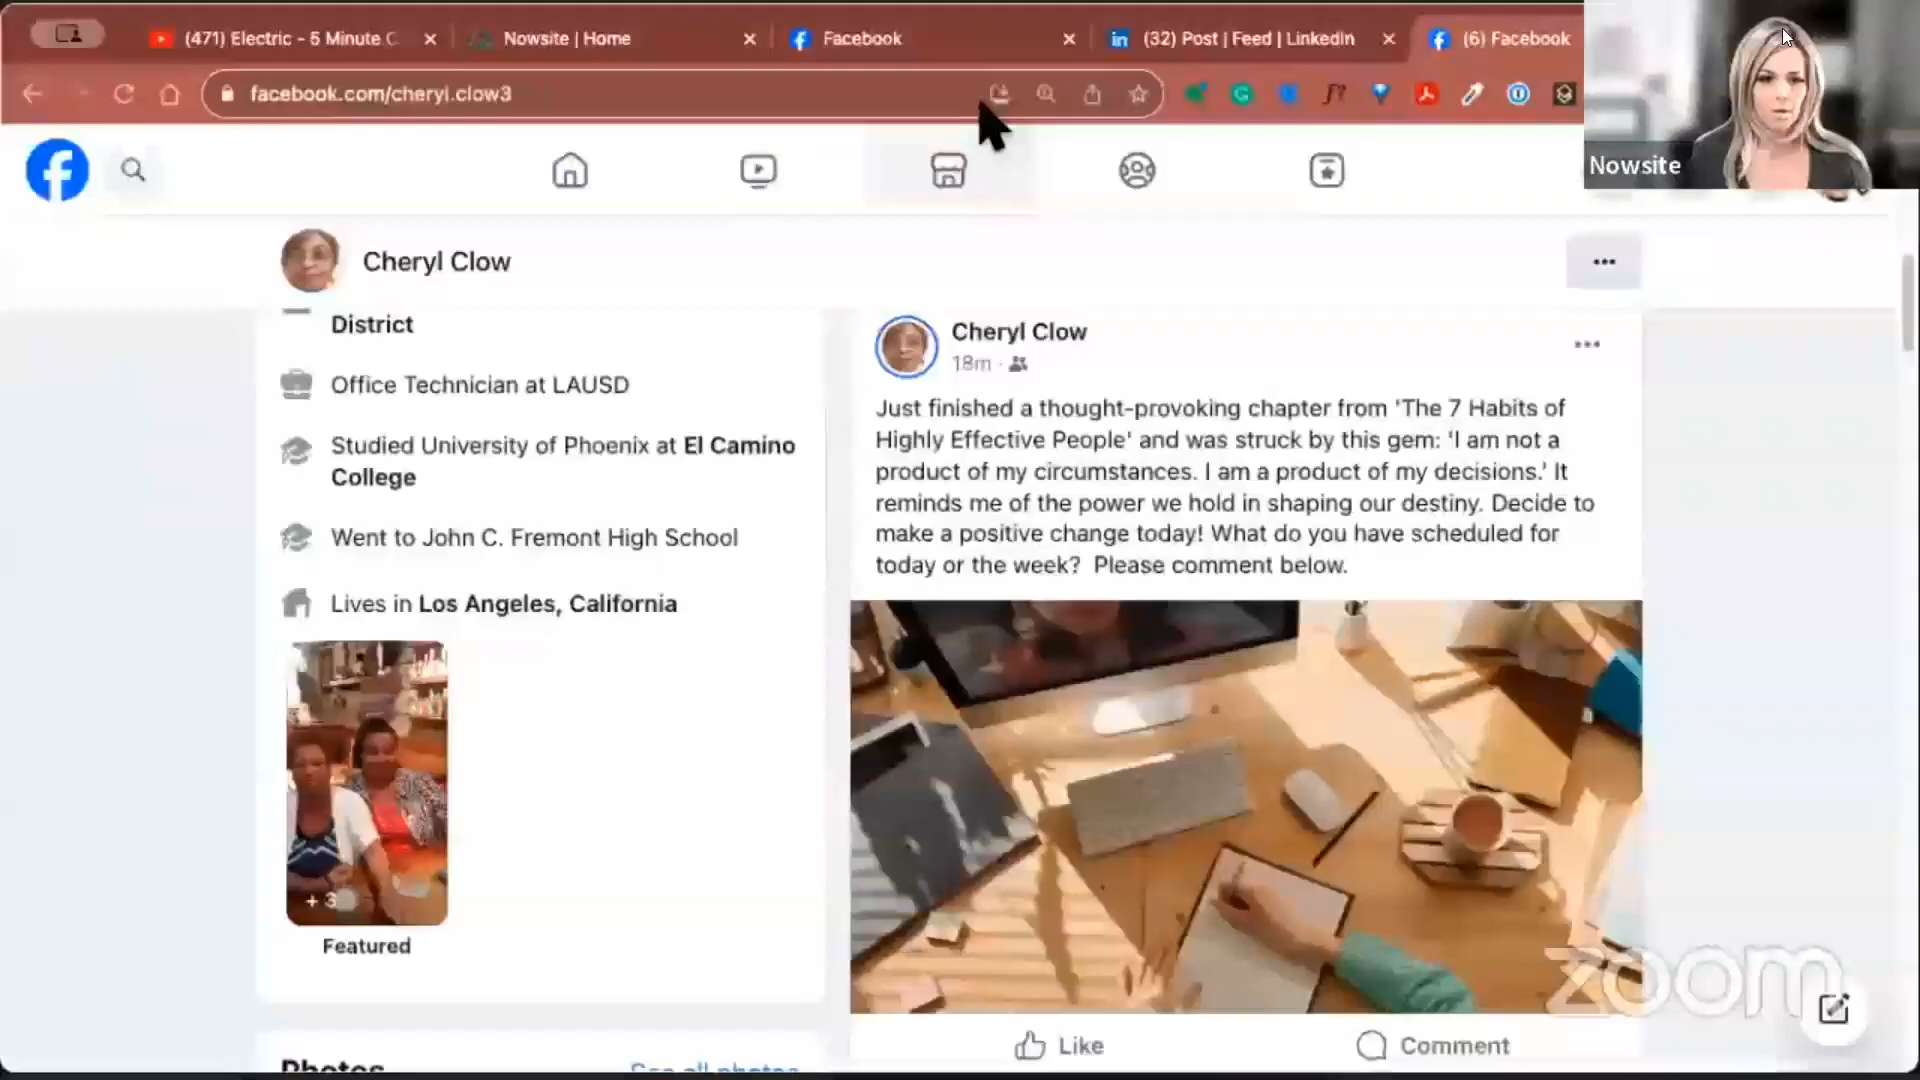 (471) Electric - 5 Minute C
Nowsite | Home
Facebook
(32) Post | Feed | LinkedIn
(6) Facebook
facebook.com/cheryl.clow3
Nowsite
Cheryl Clow
District
Office Technician at LAUSD
Studied University of Phoenix at El Camino
College
Went to John C. Fremont High School
Lives in Los Angeles, California
+ 3
Featured
Photos
See all photos
Cheryl Clow
18m
Just finished a thought-provoking chapter from 'The 7 Habits of
Highly Effective People' and was struck by this gem: 'I am not a
product of my circumstances. I am a product of my decisions.' It
reminds me of the power we hold in shaping our destiny. Decide to
make a positive change today! What do you have scheduled for
today or the week? Please comment below.
zoom
Like
Comment